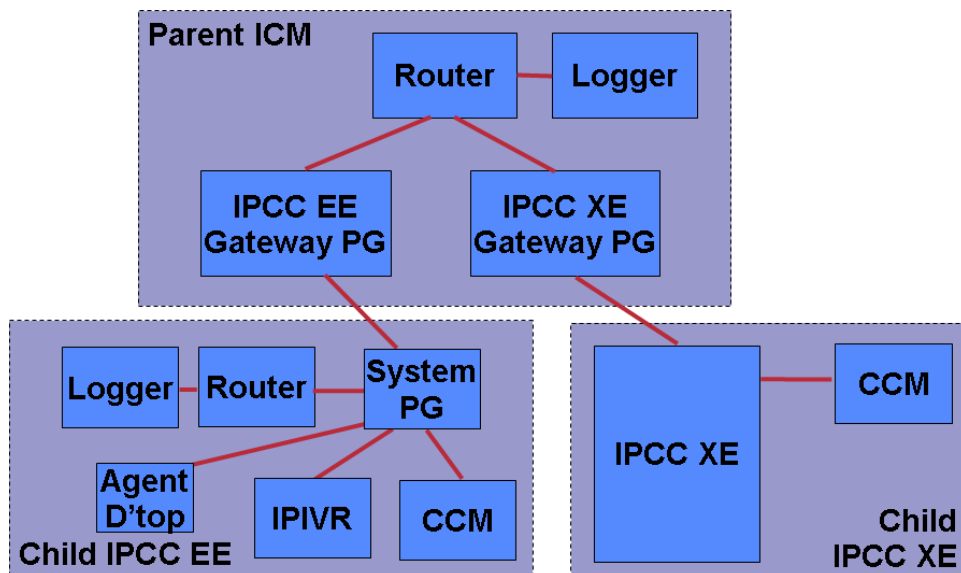 Parent ICM
Router
Logger
IPCC EE
Gateway PG
IPCC XE
Gateway PG
Logger
Router
System
PG
Agent
D'top
IPIVR
CCM
Child IPCC EE
IPCC XE
CCM
Child
IPCC XE